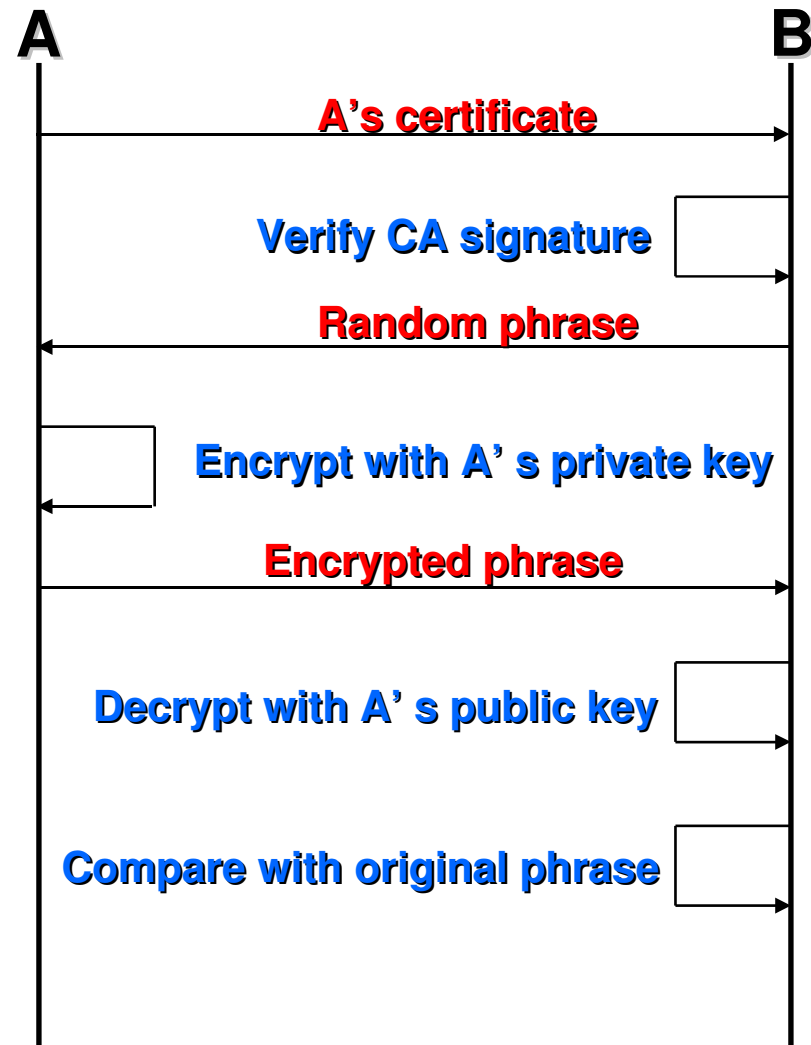 A
B
A’s certificate
Verify CA signature
Random phrase
Encrypt with A’ s private key
Encrypted phrase
Decrypt with A’ s public key
Compare with original phrase